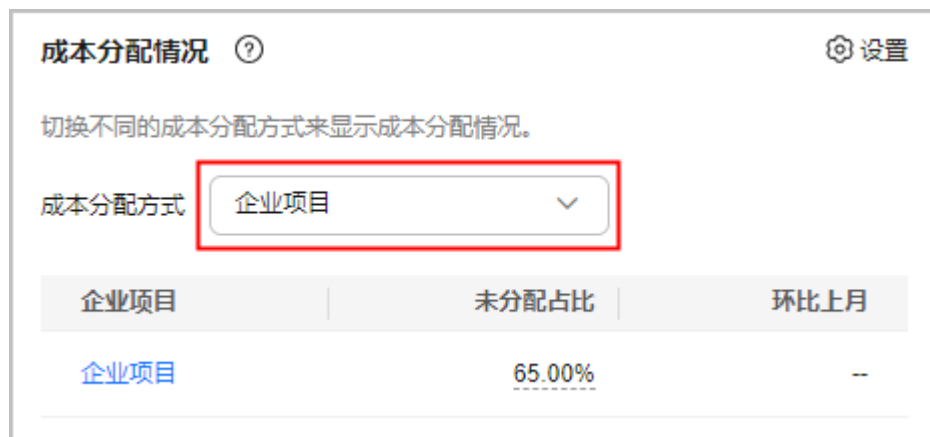 成本分配情况 设置
切换不同的成本分配方式来显示成本分配情况。
成本分配方式 企业项目
企业项目 未分配占比 环比上月
企业项目 65.00% --